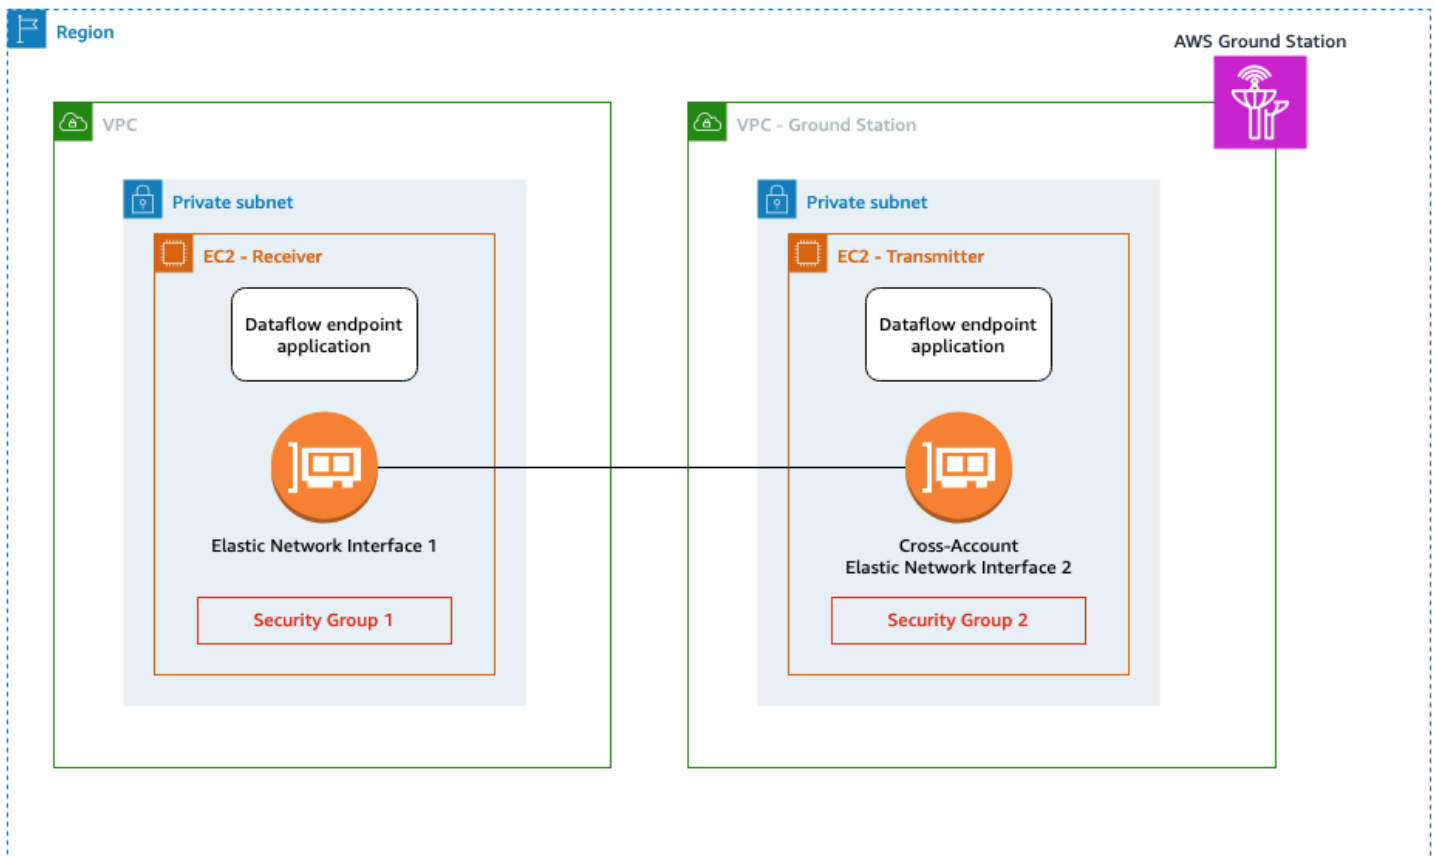 Region
AWS Ground Station
VPC
VPC - Ground Station
Private subnet
Private subnet
EC2 - Receiver
EC2 - Transmitter
Dataflow endpoint
application
Dataflow endpoint
application
Elastic Network Interface 1
Cross-Account
Elastic Network Interface 2
Security Group 1
Security Group 2